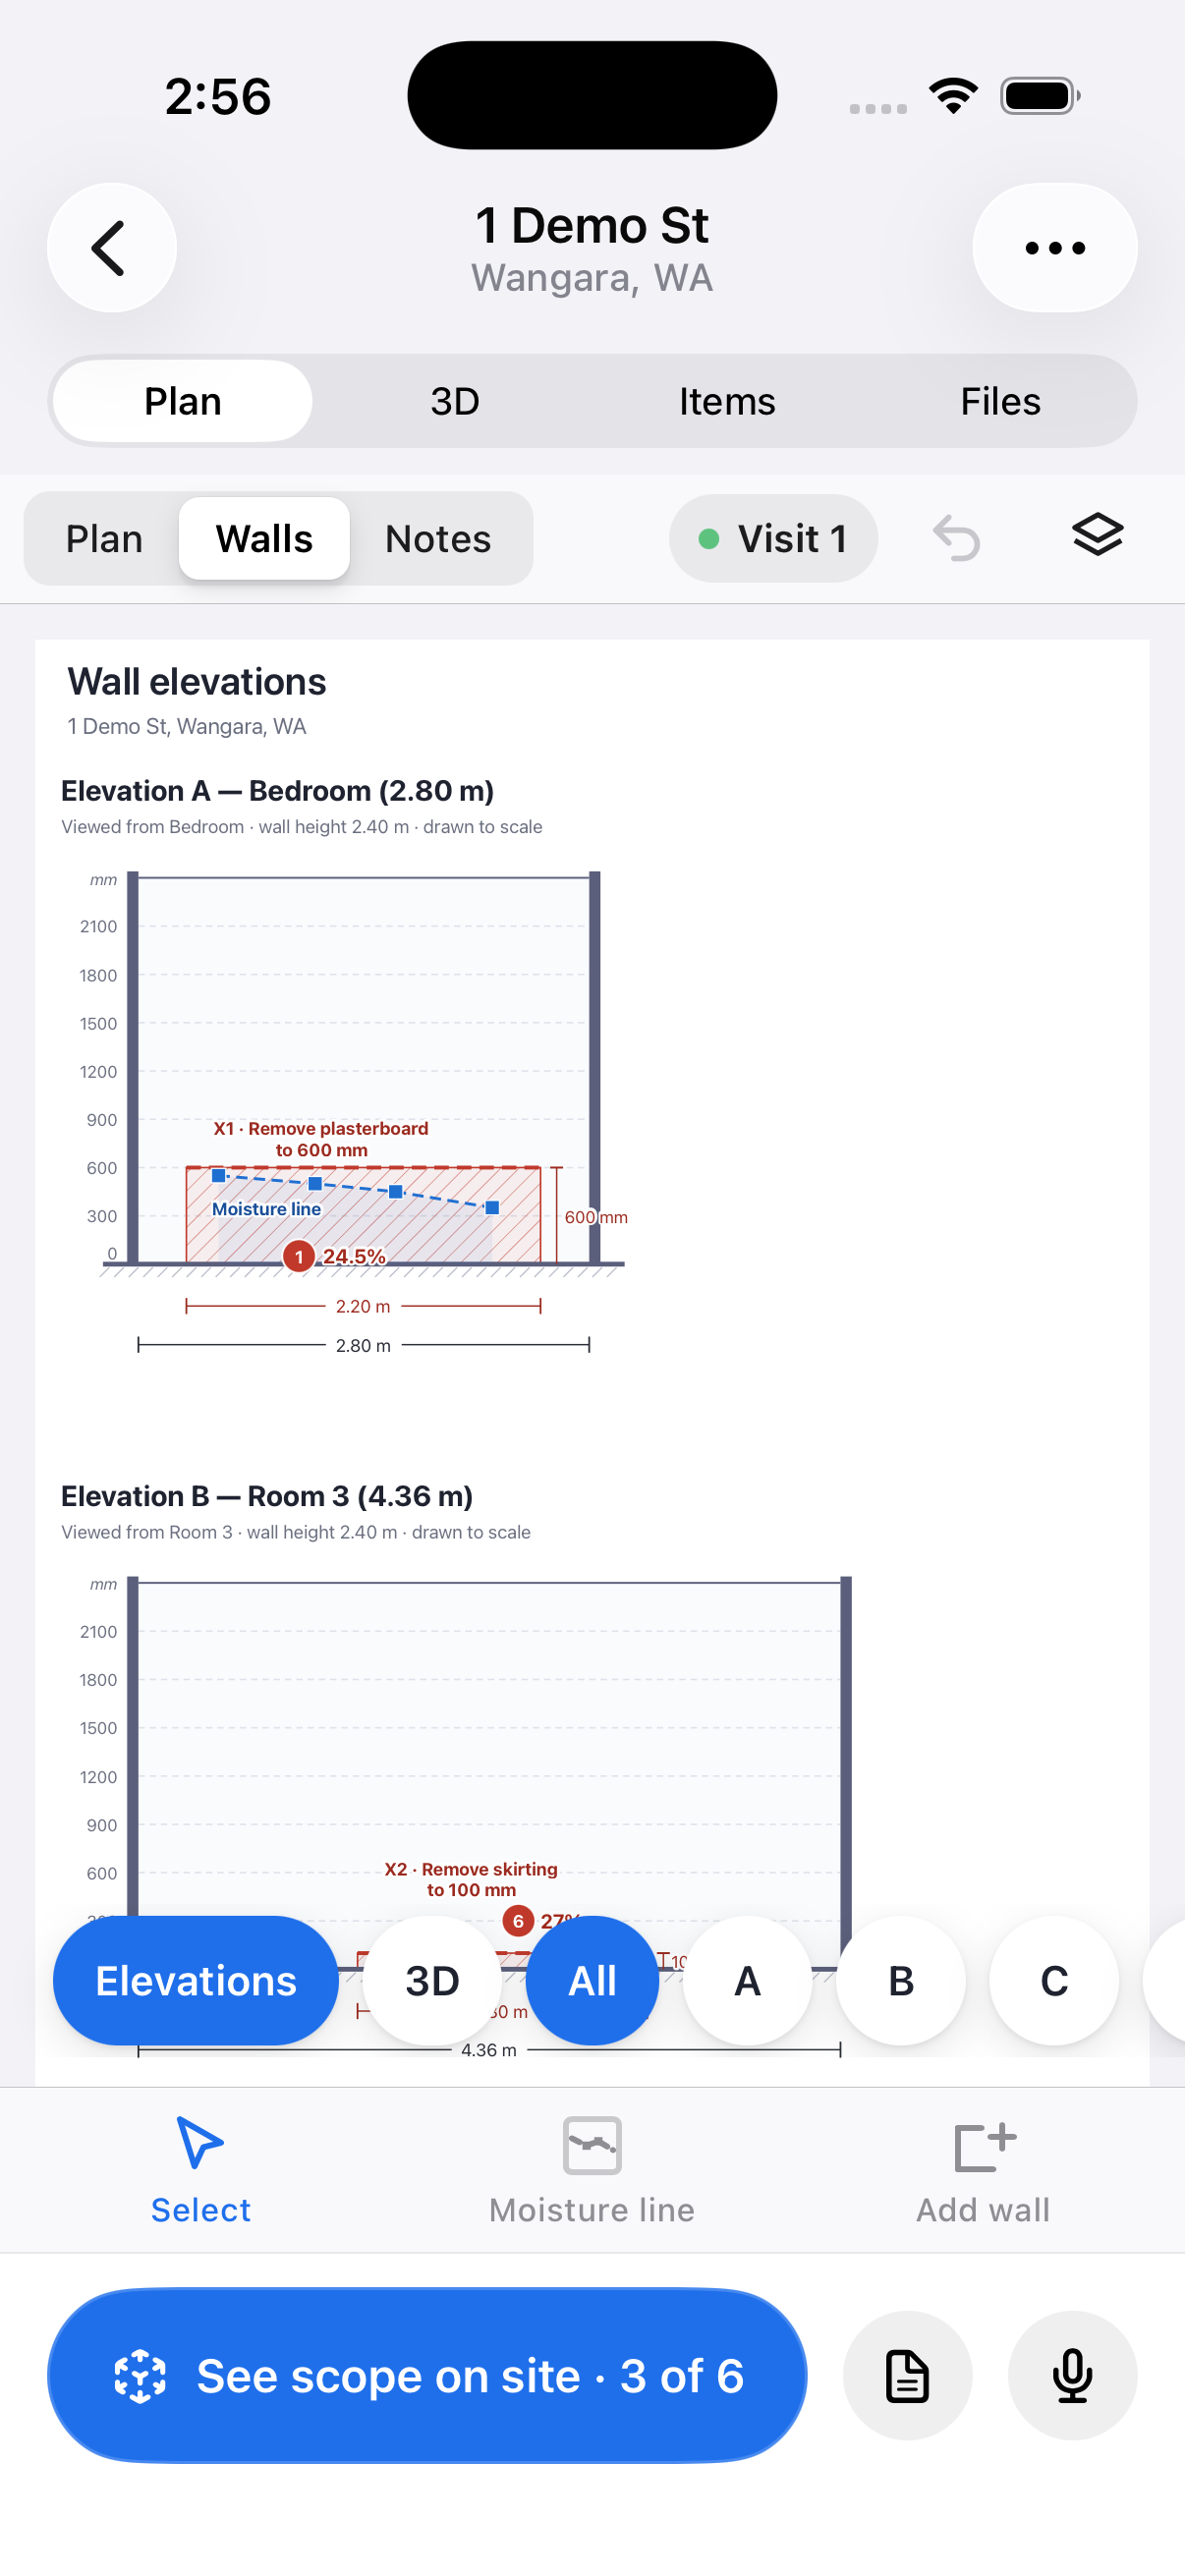 2:56
1 Demo St
Wangara, WA
Plan
3D
Items
Files
Plan
Walls
Notes
Visit 1
Wall elevations
1 Demo St, Wangara, WA
Elevation A — Bedroom (2.80 m)
Viewed from Bedroom · wall height 2.40 m · drawn to scale
mm
2100
1800
1500
1200
900
X1 · Remove plasterboard
to 600 mm
600
Moisture line
300
600 mm
0
1
24.5%
2.20 m
2.80 m
Elevation B — Room 3 (4.36 m)
Viewed from Room 3 · wall height 2.40 m · drawn to scale
mm
2100
1800
1500
1200
900
600
X2 · Remove skirting
to 100 mm
6
27%
Elevations
3D
All
A
B
C
4.36 m
Select
Moisture line
Add wall
See scope on site · 3 of 6